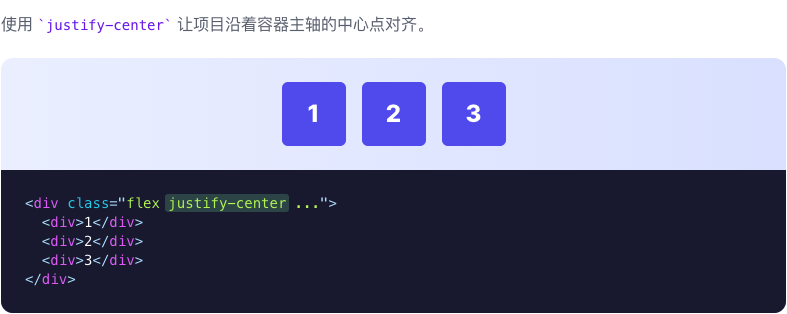 使用 `justify-center` 让项目沿着容器主轴的中心点对齐。
1 2 3
<div class="flex justify-center ...">
  <div>1</div>
  <div>2</div>
  <div>3</div>
</div>